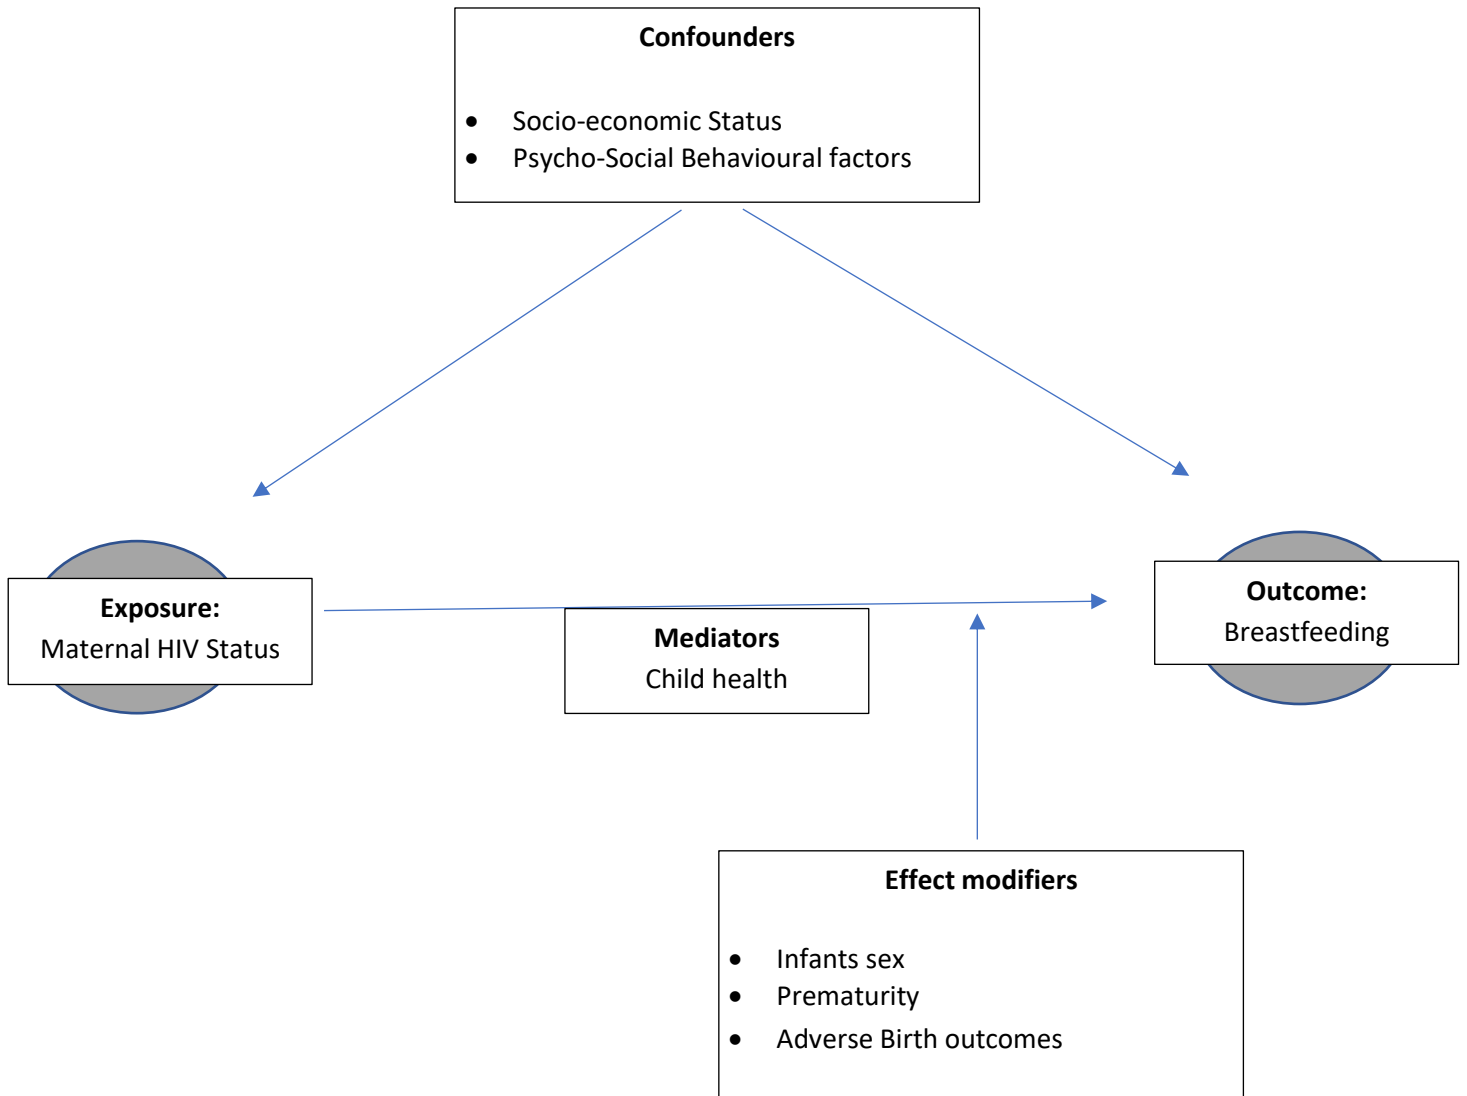 Confounders
• Socio-economic Status
• Psycho-Social Behavioural factors
Exposure:
Maternal HIV Status
Mediators
Child health
Outcome:
Breastfeeding
Effect modifiers
• Infants sex
• Prematurity
• Adverse Birth outcomes